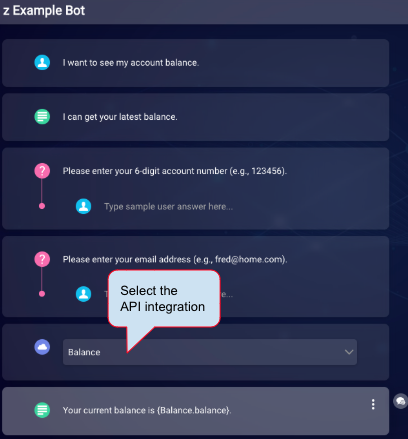 z Example Bot
I want to see my account balance.
I can get your latest balance.
?
Please enter your 6-digit account number (e.g., 123456).
Type sample user answer here...
?
Please enter your email address (e.g., fred@home.com).
Select the
API integration
Balance
Your current balance is {Balance.balance}.